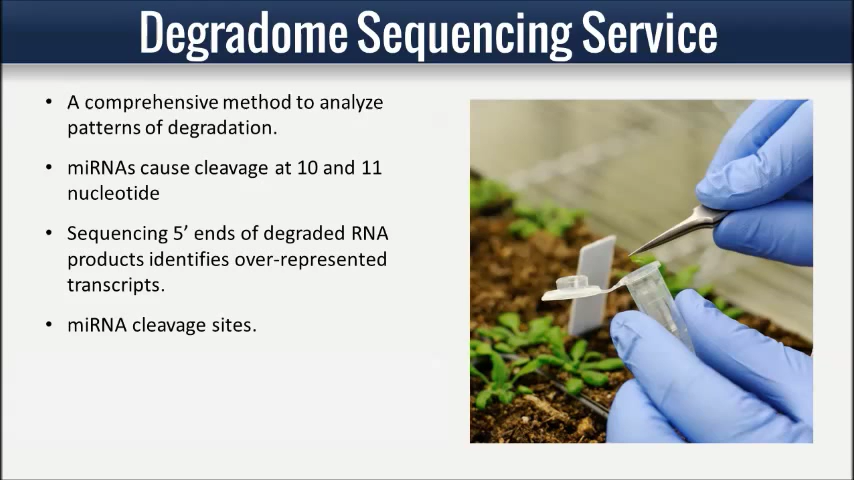 Degradome Sequencing Service
• A comprehensive method to analyze
patterns of degradation.
• miRNAs cause cleavage at 10 and 11
nucleotide
• Sequencing 5’ ends of degraded RNA
products identifies over-represented
transcripts.
• miRNA cleavage sites.